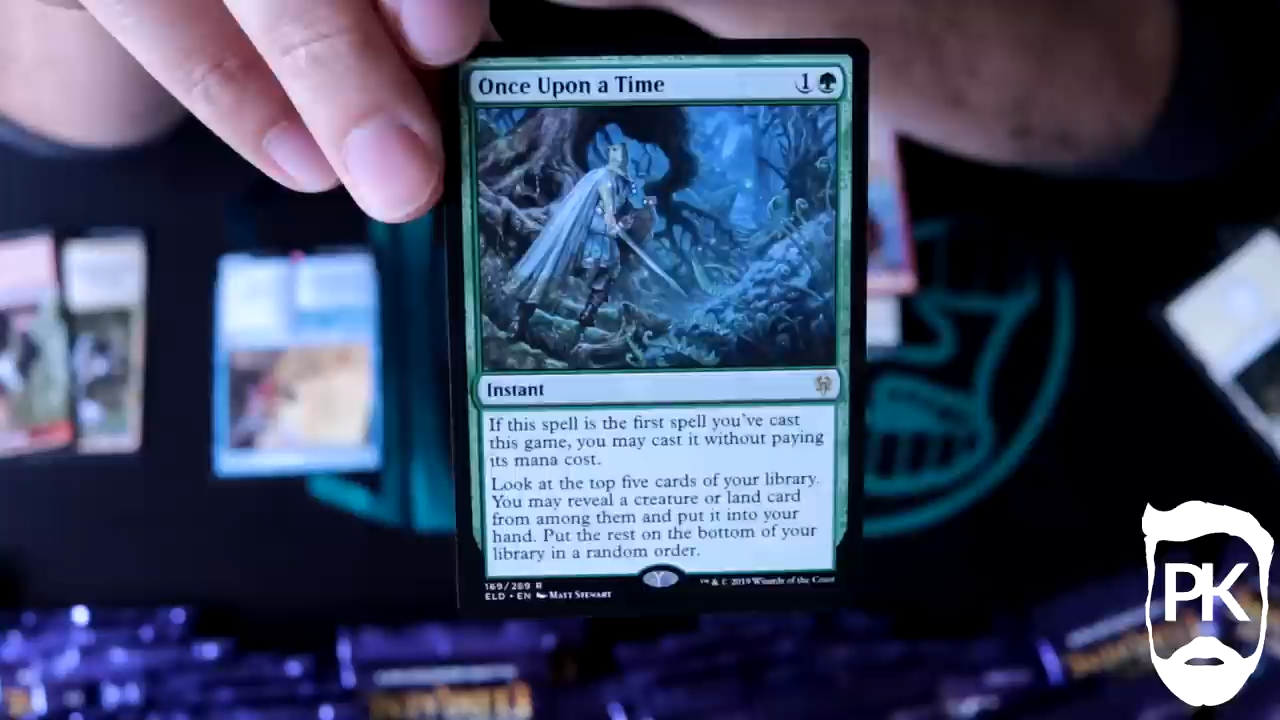 Once Upon a Time 1
Instant
If this spell is the first spell you've cast
this game, you may cast it without paying
its mana cost.
Look at the top five cards of your library.
You may reveal a creature or land card
from among them and put it into your
hand. Put the rest on the bottom of your
library in a random order.
169/269 R
ELD • EN Matt Stewart
™ & © 2019 Wizards of the Coast
PK